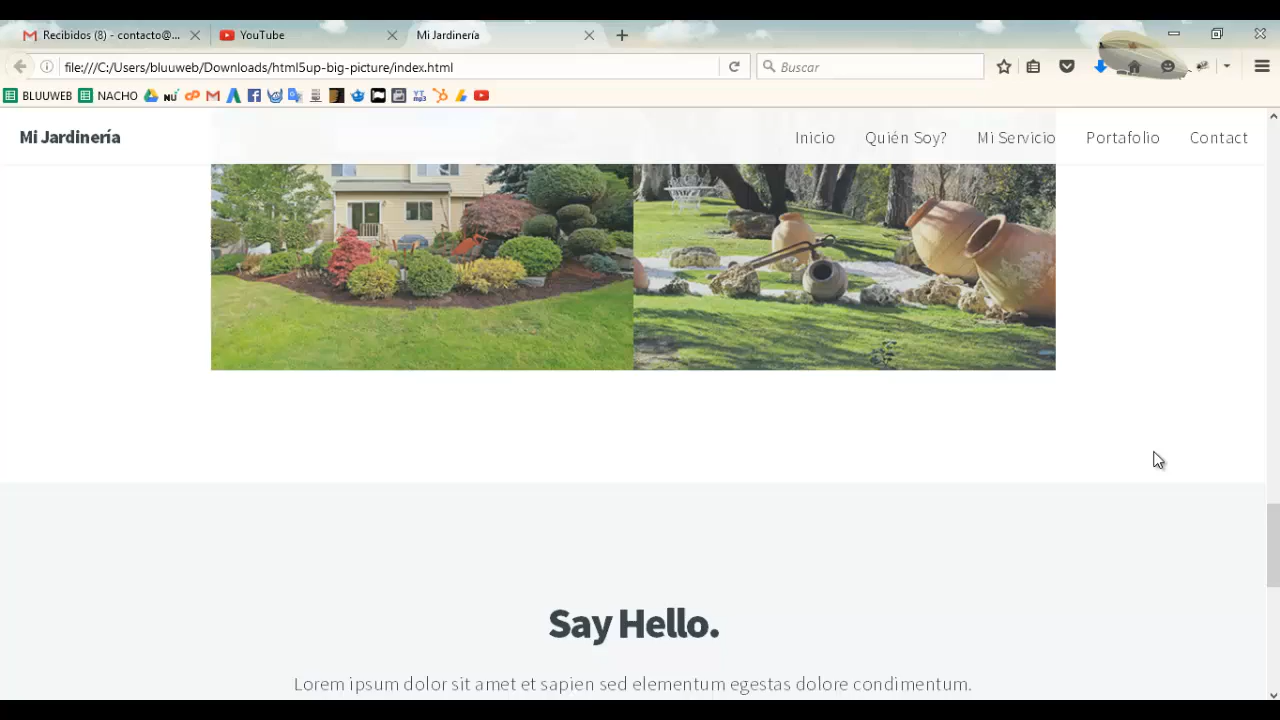 Recibidos (8) - contacto@...
YouTube
Mi Jardinería
file:///C:/Users/bluuweb/Downloads/html5up-big-picture/index.html
Buscar
BLUUWEB
NACHO
Mi Jardinería
Inicio
Quién Soy?
Mi Servicio
Portafolio
Contact
Say Hello.
Lorem ipsum dolor sit amet et sapien sed elementum egestas dolore condimentum.